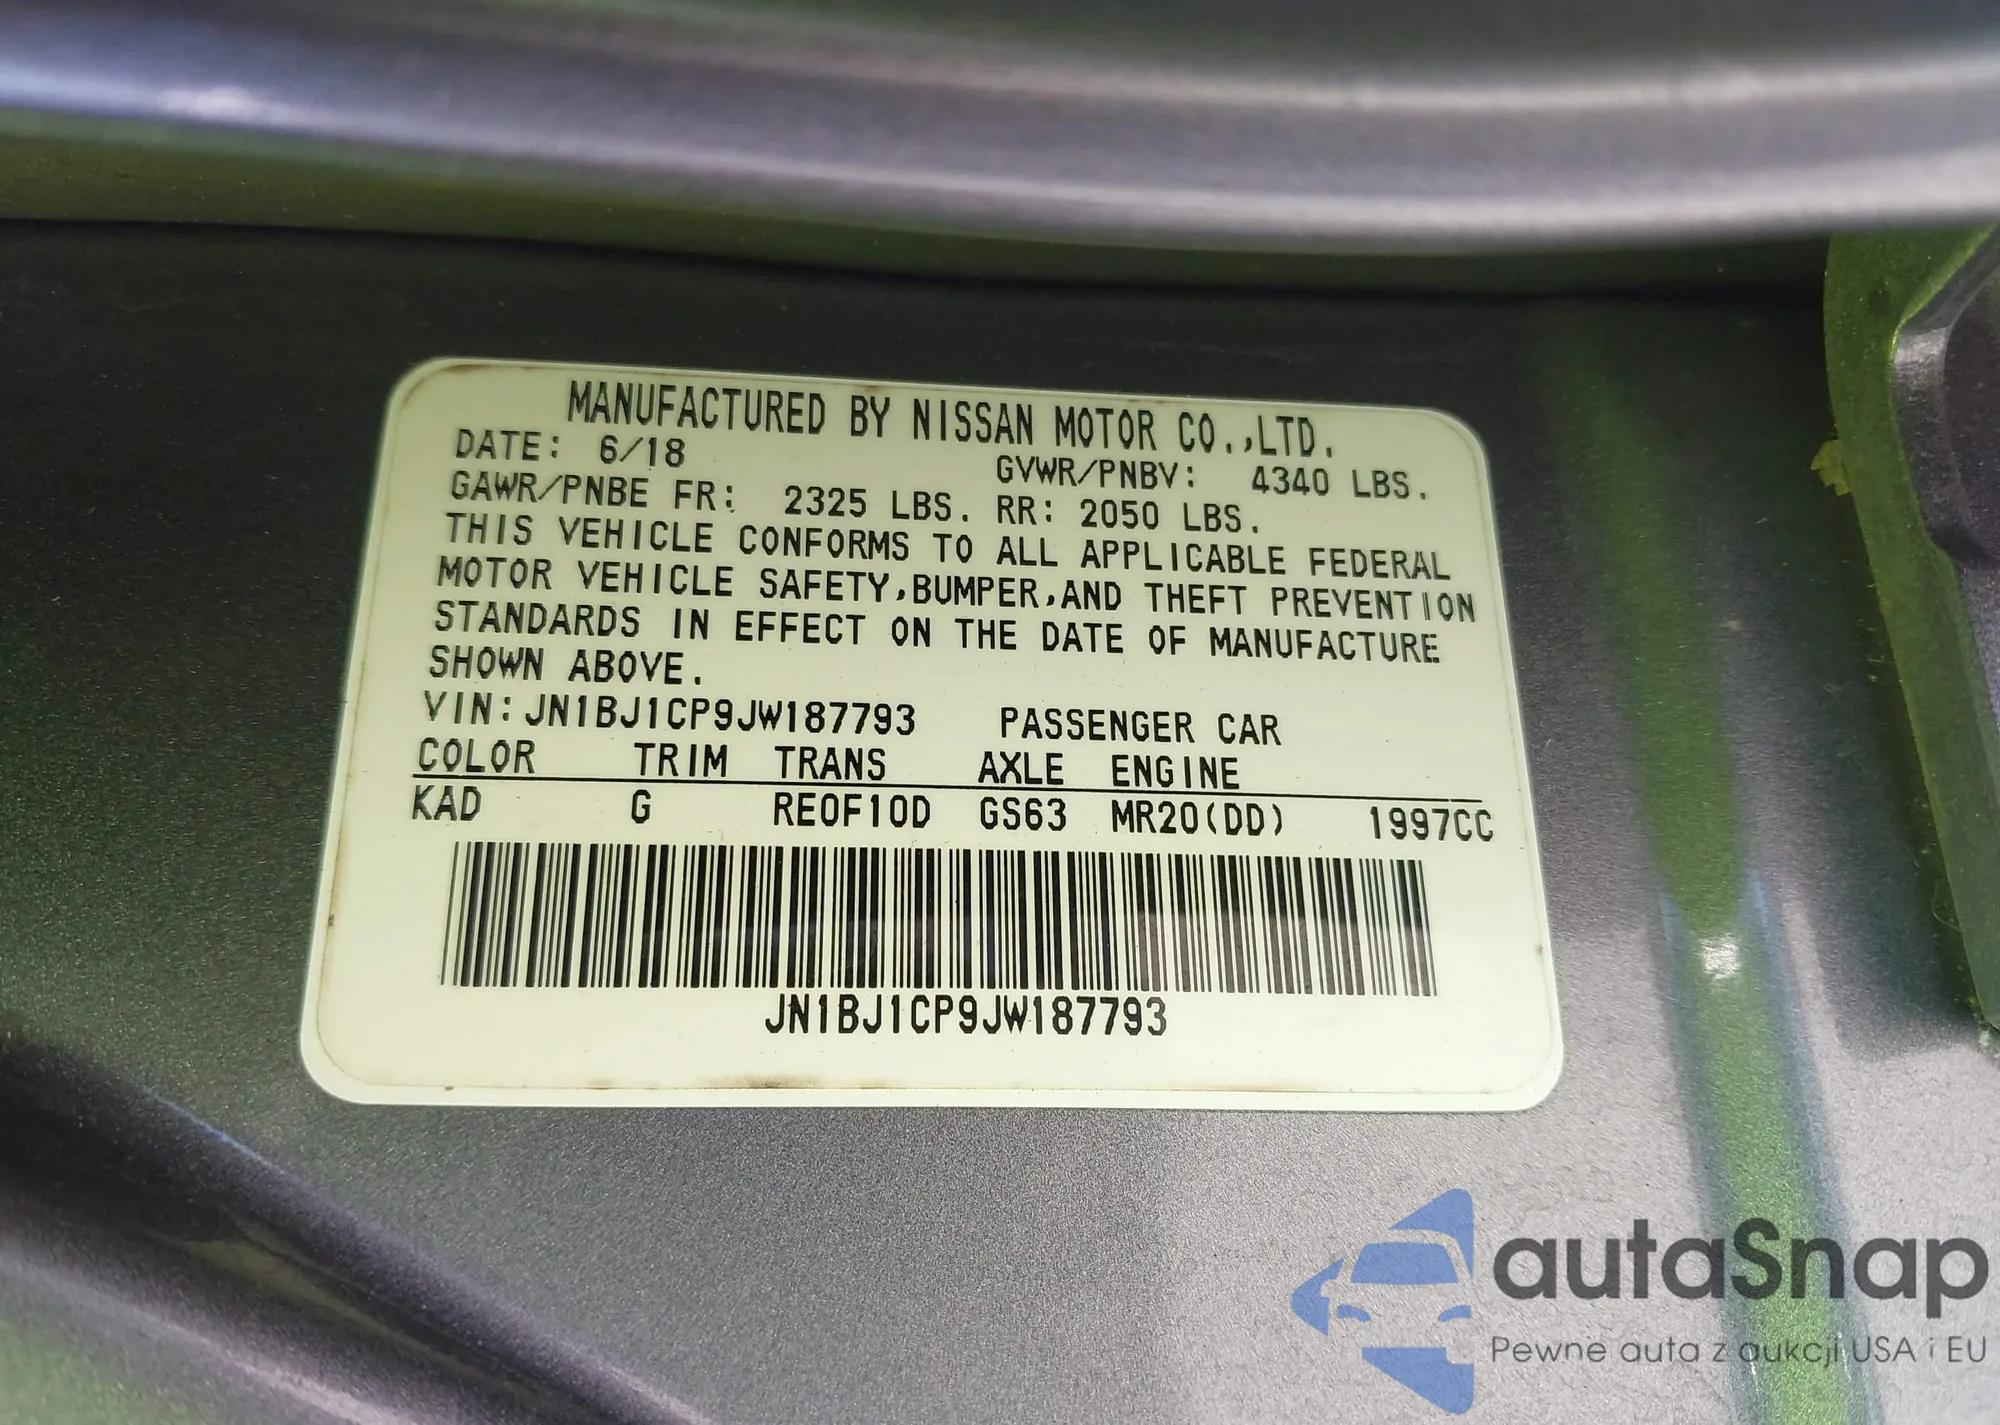 MANUFACTURED BY NISSAN MOTOR CO.,LTD.
DATE: 6/18 GVWR/PNBV: 4340 LBS.
GAWR/PNBE FR: 2325 LBS. RR: 2050 LBS.
THIS VEHICLE CONFORMS TO ALL APPLICABLE FEDERAL
MOTOR VEHICLE SAFETY,BUMPER,AND THEFT PREVENTION
STANDARDS IN EFFECT ON THE DATE OF MANUFACTURE
SHOWN ABOVE.
VIN:JN1BJ1CP9JW187793 PASSENGER CAR
COLOR TRIM TRANS AXLE ENGINE
KAD G RE0F10D GS63 MR20(DD) 1997CC
JN1BJ1CP9JW187793
autaSnap
Pewne auta z aukcji USA i EU